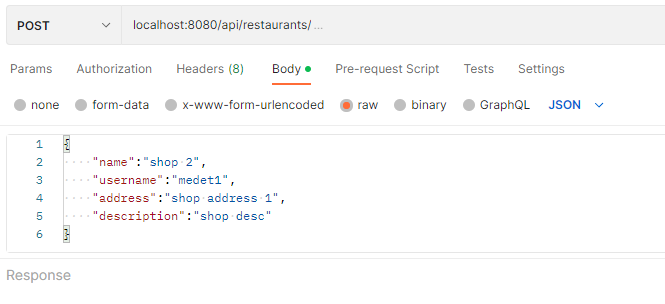 POST localhost:8080/api/restaurants/ ...
Params Authorization Headers (8) Body Pre-request Script Tests Settings
none form-data x-www-form-urlencoded raw binary GraphQL JSON
1 {
2 "name":"shop 2",
3 "username":"medet1",
4 "address":"shop address 1",
5 "description":"shop desc"
6 }
Response